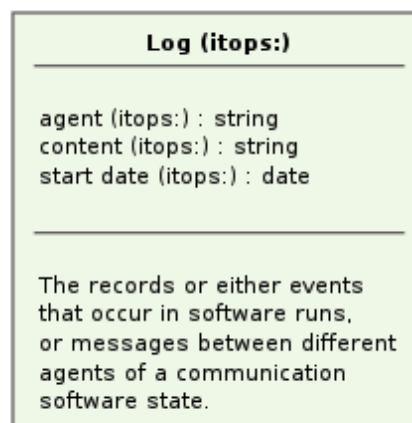 Log (itops:)
agent (itops:) : string
content (itops:) : string
start date (itops:) : date
The records or either events
that occur in software runs,
or messages between different
agents of a communication
software state.